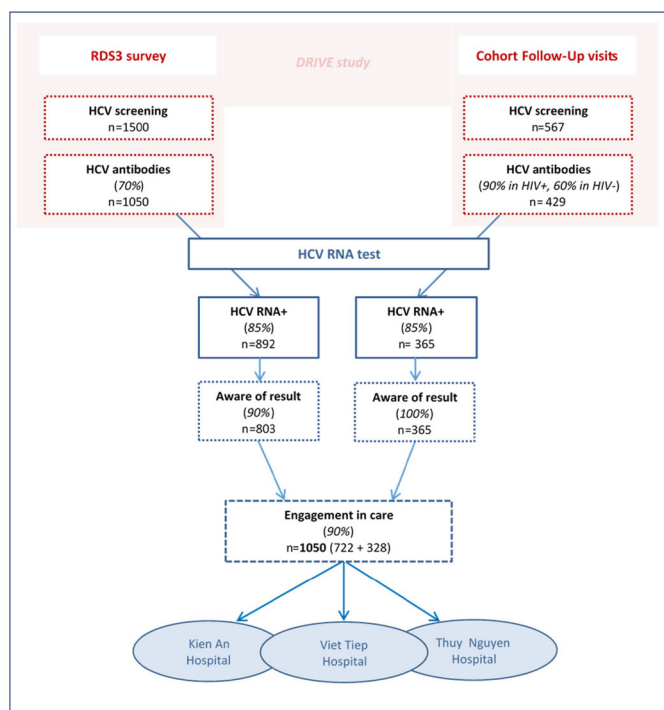 RDS3 survey
DRIVE study
Cohort Follow-Up visits
HCV screening
n=1500
HCV screening
n=567
HCV antibodies
(70%)
n=1050
HCV antibodies
(90% in HIV+, 60% in HIV-)
n= 429
HCV RNA test
HCV RNA+
(85%)
n=892
HCV RNA+
(85%)
n= 365
Aware of result
(90%)
n=803
Aware of result
(100%)
n=365
Engagement in care
(90%)
n=1050 (722 + 328)
Kien An
Hospital
Viet Tiep
Hospital
Thuy Nguyen
Hospital